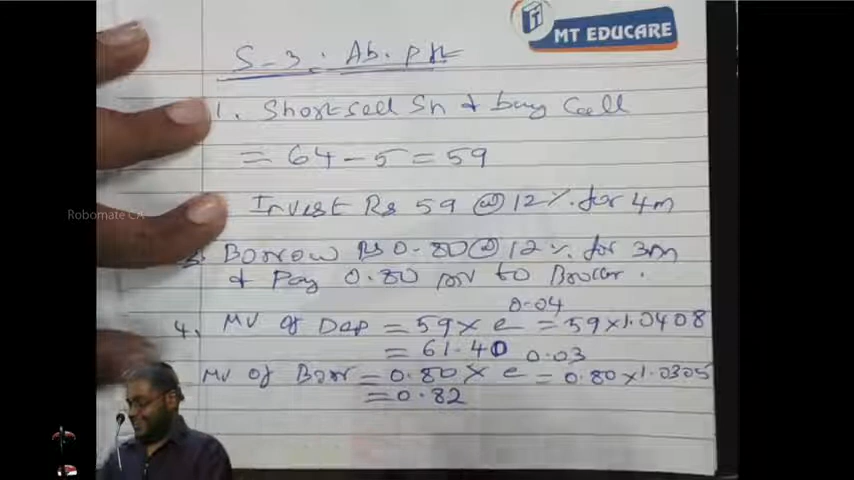 MT EDUCARE
S-3 : Ab. Pft
1. Shortsell Sh & buy Call
= 64 - 5 = 59
Invest Rs 59 @ 12%. for 4m
Robomate CA
3. Borrow Rs 0.80 @ 12%. for 3m
& Pay 0.80 DIV to Broker.
4. MV of Dep = 59 x e 0.04 = 59 x 1.0408
= 61.40
MV of Borr = 0.80 x e 0.03 = 0.80 x 1.0305
= 0.82